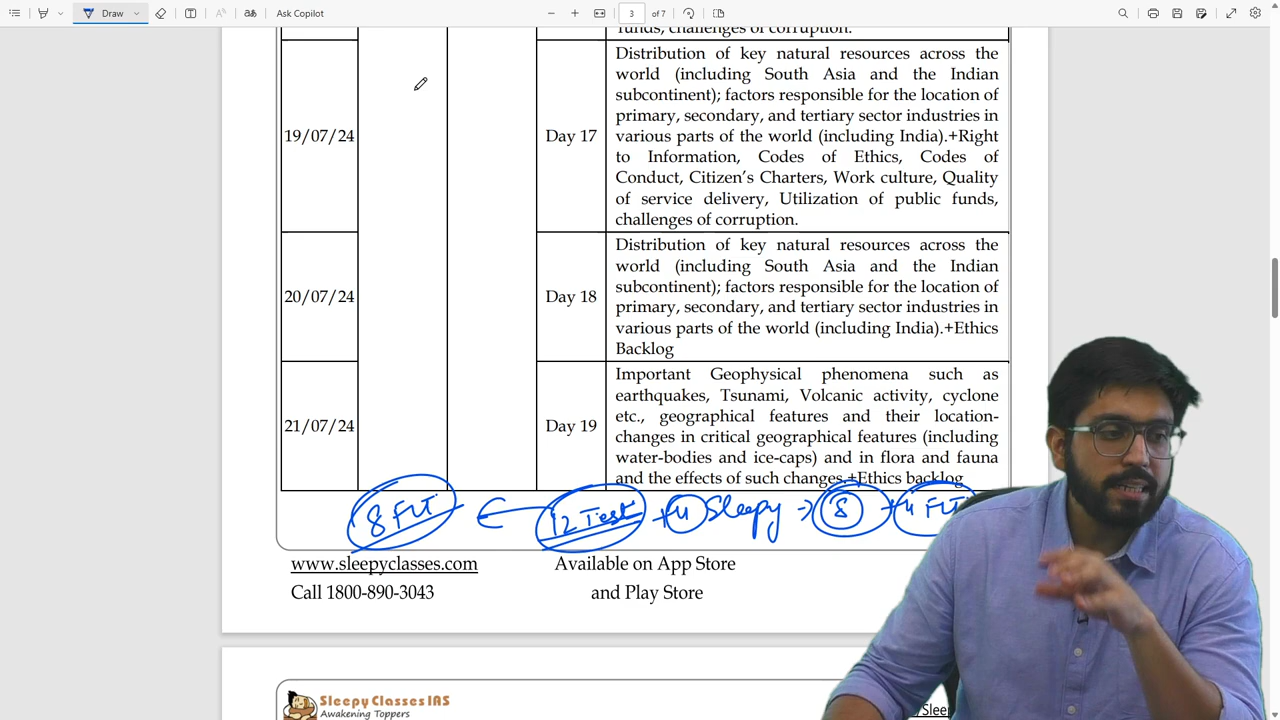 Draw
Ask Copilot
3
of 7
funds, challenges of corruption.
19/07/24
Day 17
Distribution of key natural resources across the
world (including South Asia and the Indian
subcontinent); factors responsible for the location of
primary, secondary, and tertiary sector industries in
various parts of the world (including India).+Right
to Information, Codes of Ethics, Codes of
Conduct, Citizen's Charters, Work culture, Quality
of service delivery, Utilization of public funds,
challenges of corruption.
20/07/24
Day 18
Distribution of key natural resources across the
world (including South Asia and the Indian
subcontinent); factors responsible for the location of
primary, secondary, and tertiary sector industries in
various parts of the world (including India).+Ethics
Backlog
21/07/24
Day 19
Important Geophysical phenomena such as
earthquakes, Tsunami, Volcanic activity, cyclone
etc., geographical features and their location-
changes in critical geographical features (including
water-bodies and ice-caps) and in flora and fauna
and the effects of such changes.+Ethics backlog
8 FLT ← 12 Test + 4 Sleepy => 8 + 4 FLT
www.sleepyclasses.com
Available on App Store
Call 1800-890-3043
and Play Store
Sleepy Classes IAS
Awakening Toppers